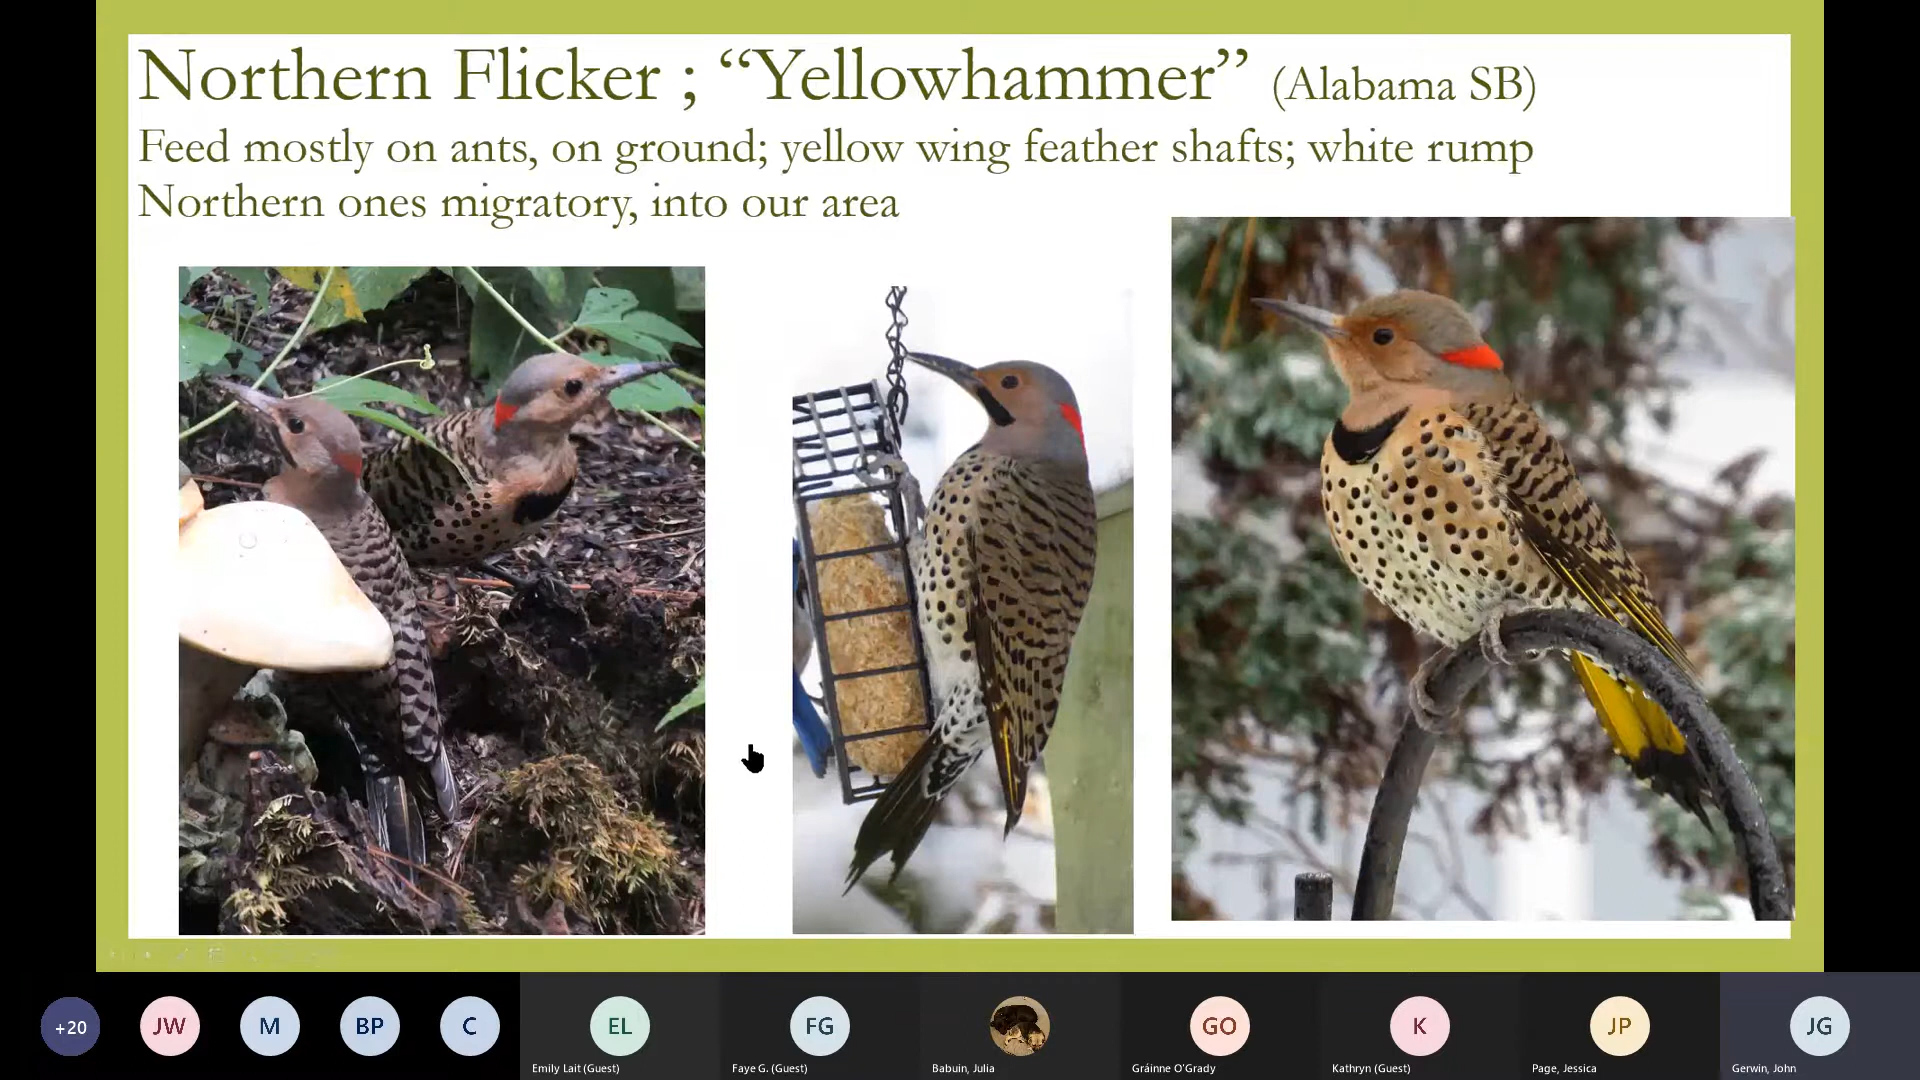 Northern Flicker ; “Yellowhammer” (Alabama SB)
Feed mostly on ants, on ground; yellow wing feather shafts; white rump
Northern ones migratory, into our area
+20
JW
M
BP
C
EL
FG
GO
K
JP
JG
Emily Lait (Guest)
Faye G. (Guest)
Babuin, Julia
Gráinne O'Grady
Kathryn (Guest)
Page, Jessica
Gerwin, John